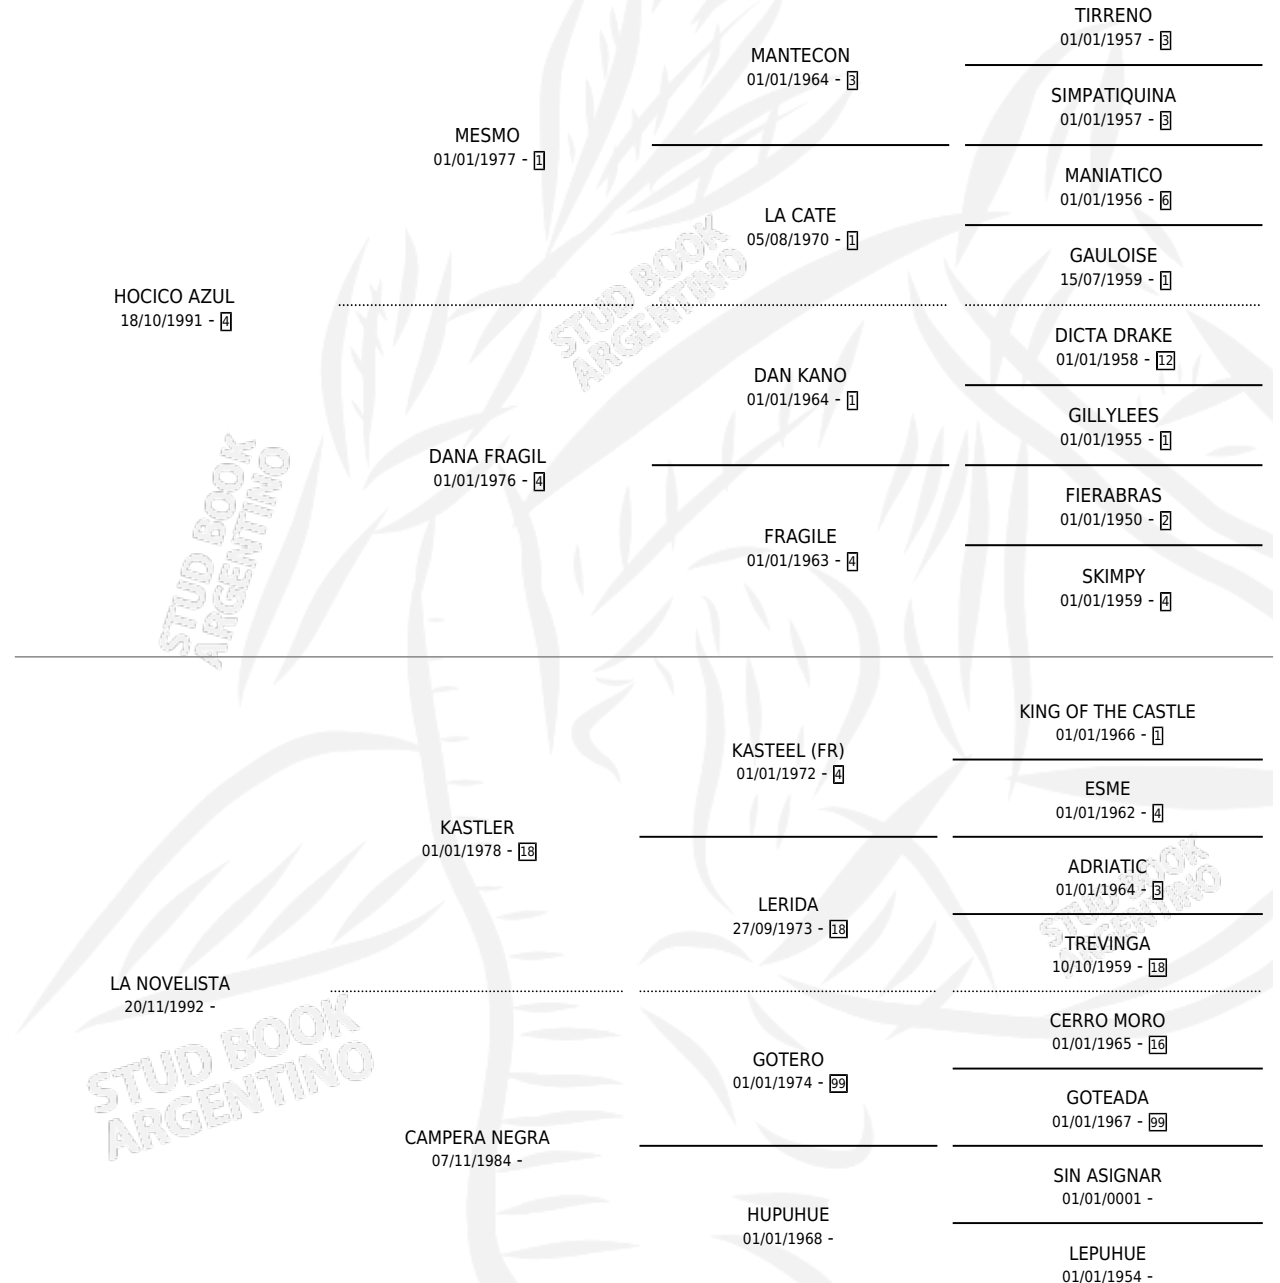 TIRRENO
01/01/1957 - 3
MANTECON
01/01/1964 - 3
SIMPATIQUINA
01/01/1957 - 3
MESMO
01/01/1977 - 1
MANIATICO
01/01/1956 - 6
LA CATE
05/08/1970 - 1
GAULOISE
15/07/1959 - 1
HOCICO AZUL
18/10/1991 - 4
DICTA DRAKE
01/01/1958 - 12
DAN KANO
01/01/1964 - 1
GILLYLEES
01/01/1955 - 1
DANA FRAGIL
01/01/1976 - 4
FIERABRAS
01/01/1950 - 2
FRAGILE
01/01/1963 - 4
SKIMPY
01/01/1959 - 4
KING OF THE CASTLE
01/01/1966 - 1
KASTEEL (FR)
01/01/1972 - 4
ESME
01/01/1962 - 4
KASTLER
01/01/1978 - 18
ADRIATIC
01/01/1964 - 3
LERIDA
27/09/1973 - 18
TREVINGA
10/10/1959 - 18
LA NOVELISTA
20/11/1992 -
CERRO MORO
01/01/1965 - 16
GOTERO
01/01/1974 - 99
GOTEADA
01/01/1967 - 99
CAMPERA NEGRA
07/11/1984 -
SIN ASIGNAR
01/01/0001 -
HUPUHUE
01/01/1968 -
LEPUHUE
01/01/1954 -
STUD BOOK
ARGENTINO
STUD BOOK
ARGENTINO
STUD BOOK
ARGENTINO
STUD BOOK
ARGENTINO